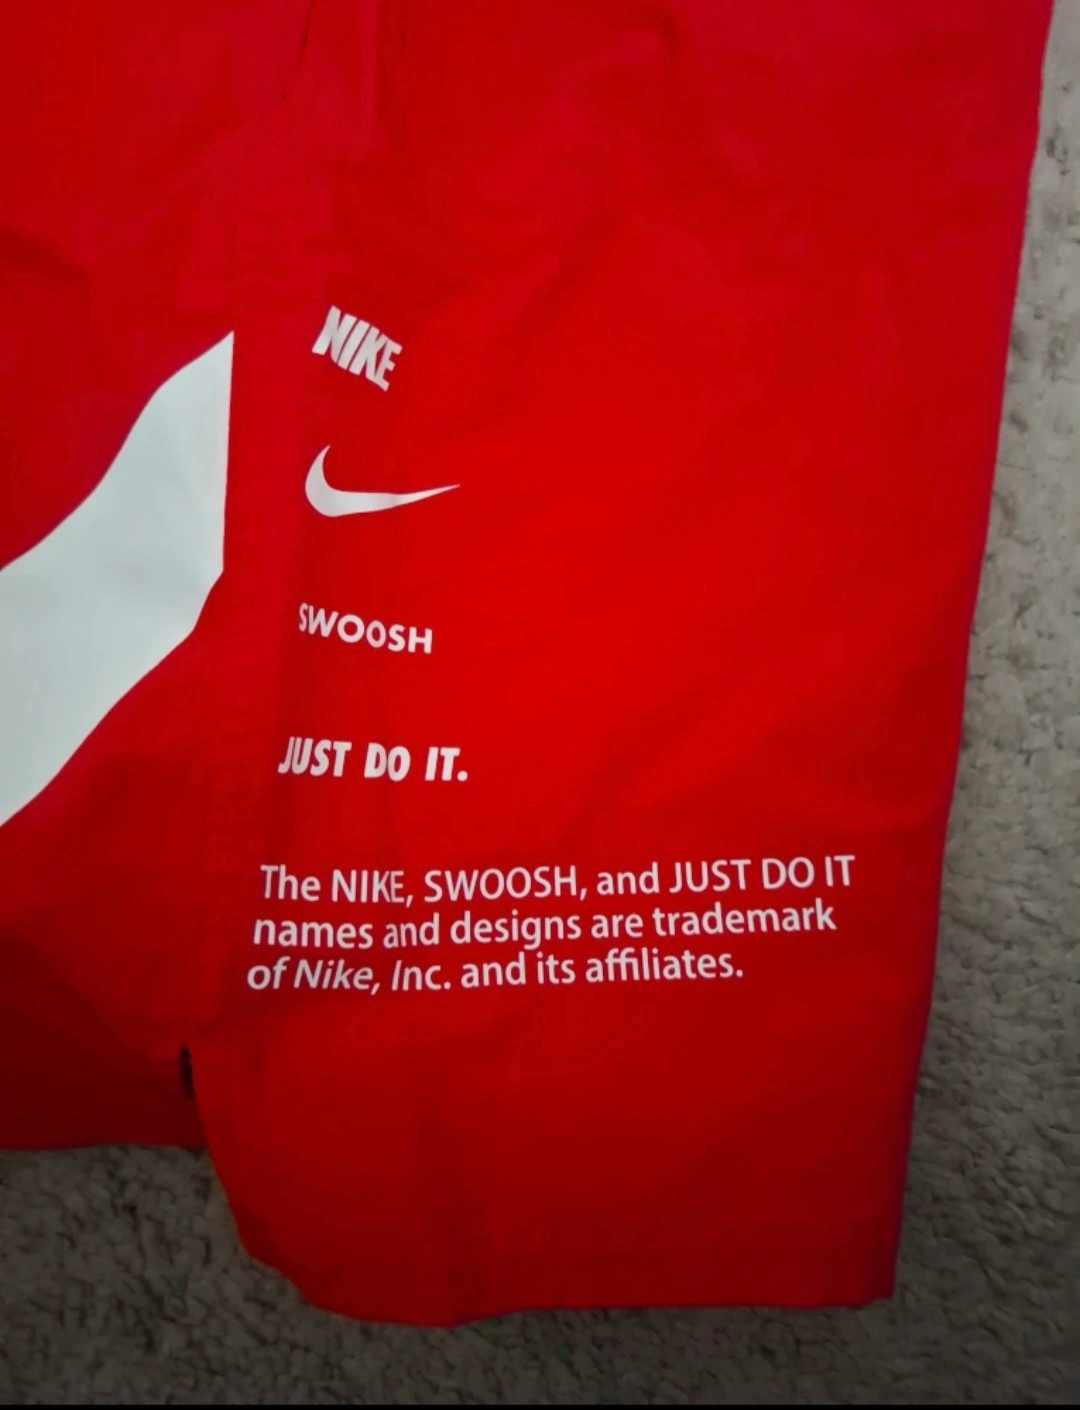 NIKE
SWOOSH
JUST DO IT.
The NIKE, SWOOSH, and JUST DO IT
names and designs are trademark
of Nike, Inc. and its affiliates.